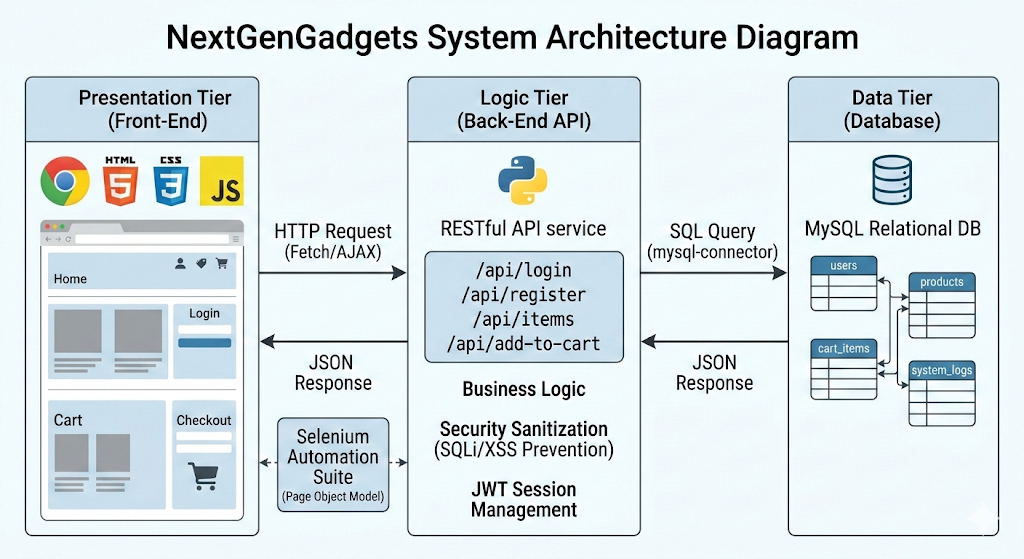 NextGenGadgets System Architecture Diagram
Presentation Tier
(Front-End)
HTML
5
CSS
3
JS
Home
Login
Cart
Checkout
HTTP Request
(Fetch/AJAX)
JSON
Response
Selenium
Automation
Suite
(Page Object Model)
Logic Tier
(Back-End API)
RESTful API service
/api/login
/api/register
/api/items
/api/add-to-cart
Business Logic
Security Sanitization
(SQLi/XSS Prevention)
JWT Session
Management
SQL Query
(mysql-connector)
JSON
Response
Data Tier
(Database)
MySQL Relational DB
users
products
cart_items
system_logs